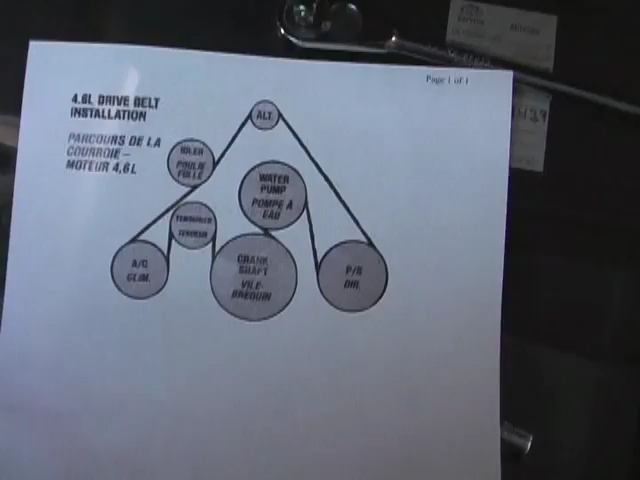 Page 1 of 1
4.6L DRIVE BELT
INSTALLATION
PARCOURS DE LA
COURROIE –
MOTEUR 4,6L
ALT.
IDLER
POULIE
FOLLE
WATER
PUMP
POMPE A
EAU
TENSIONER
TENDEUR
A/C
CLIM.
CRANK
SHAFT
VILE-
BREQUIN
P/S
DIR.